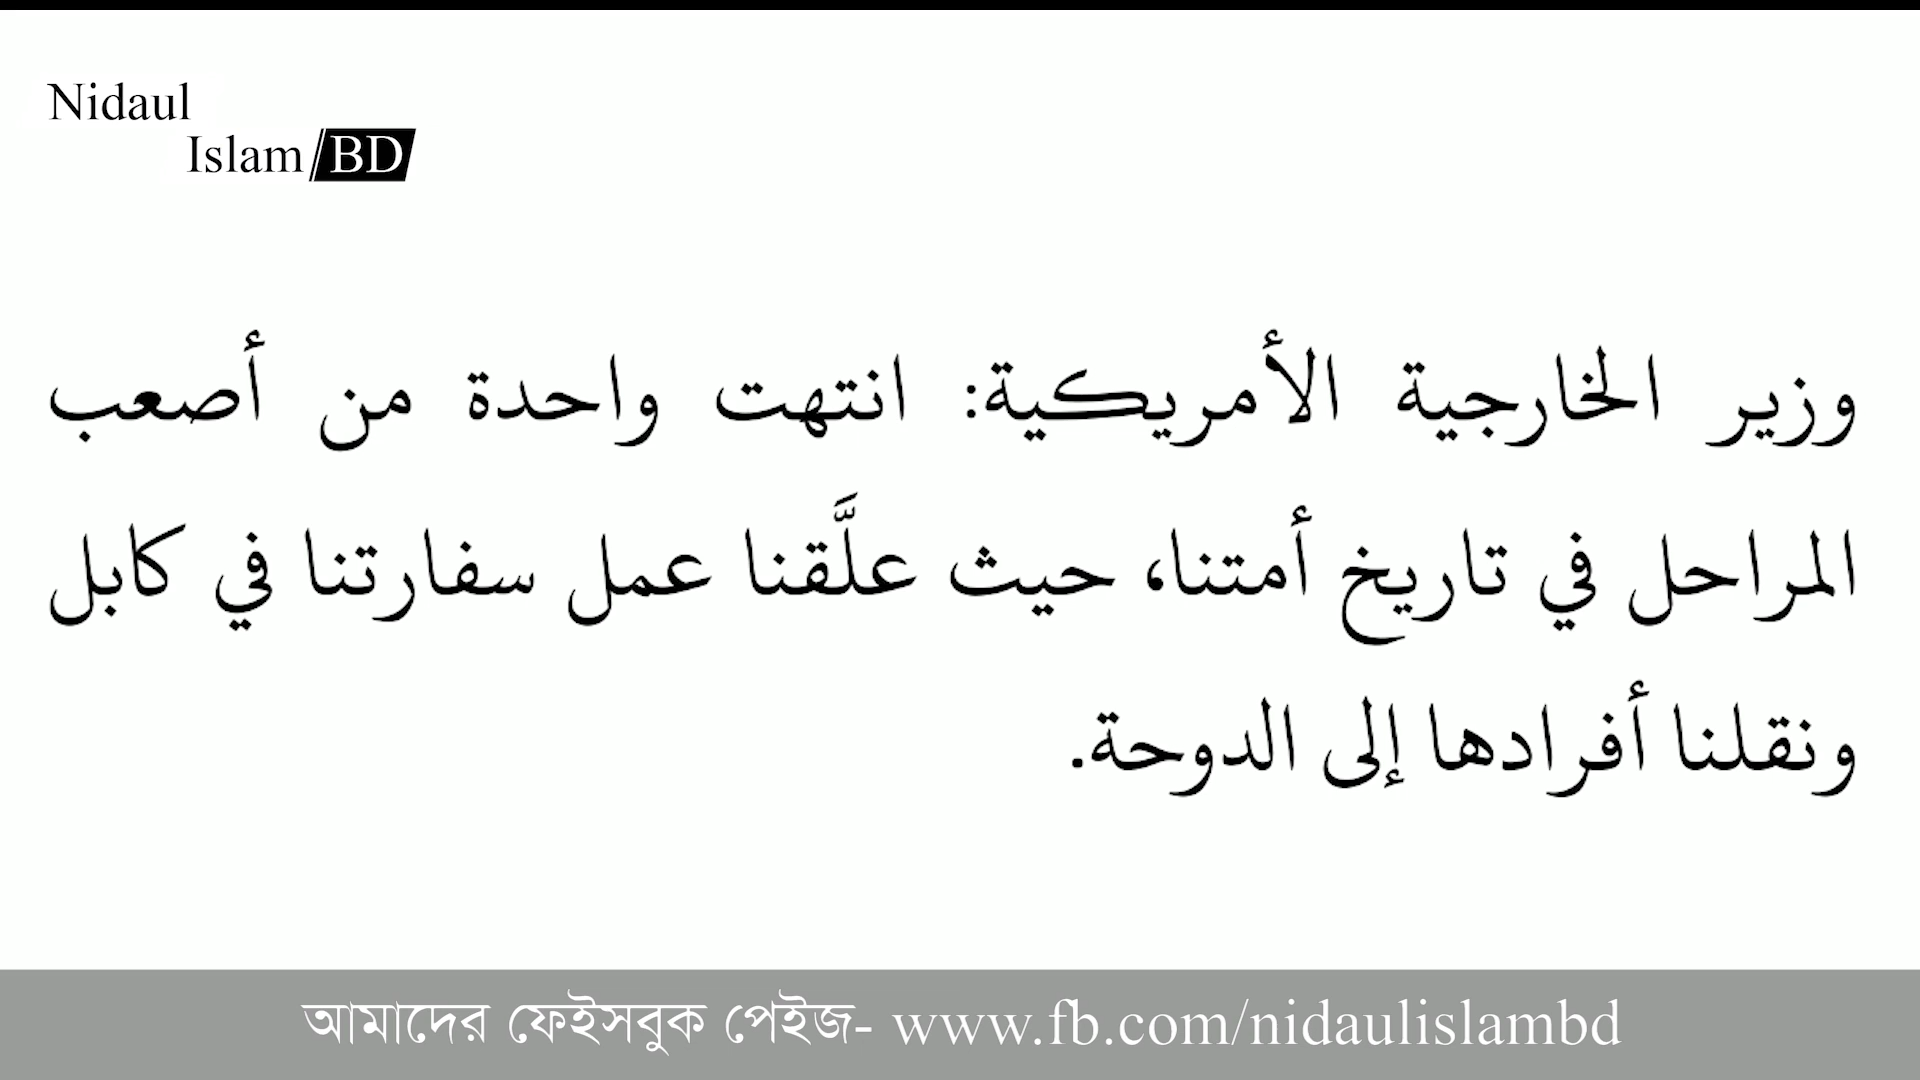 Nidaul
Islam/BD
وزير الخارجية الأمريكية: انتهت واحدة من أصعب
المراحل في تاريخ أمتنا، حيث علَّقنا عمل سفارتنا في كابل
ونقلنا أفرادها إلى الدوحة.
আমাদের ফেইসবুক পেইজ- www.fb.com/nidaulislambd